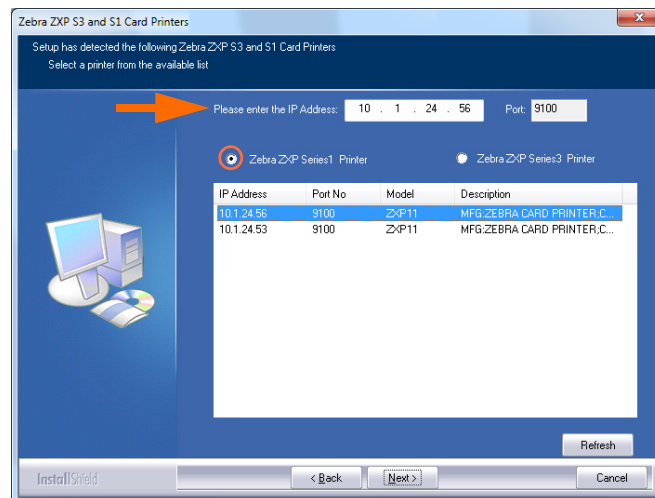 Zebra ZXP S3 and S1 Card Printers
Setup has detected the following Zebra ZXP S3 and S1 Card Printers
Select a printer from the available list
Please enter the IP Address: 10 . 1 . 24 . 56 Port: 9100
Zebra ZXP Series1 Printer Zebra ZXP Series3 Printer
IP Address Port No Model Description
10.1.24.56 9100 ZXP11 MFG:ZEBRA CARD PRINTER;C...
10.1.24.53 9100 ZXP11 MFG:ZEBRA CARD PRINTER;C...
Refresh
InstallShield < Back Next > Cancel